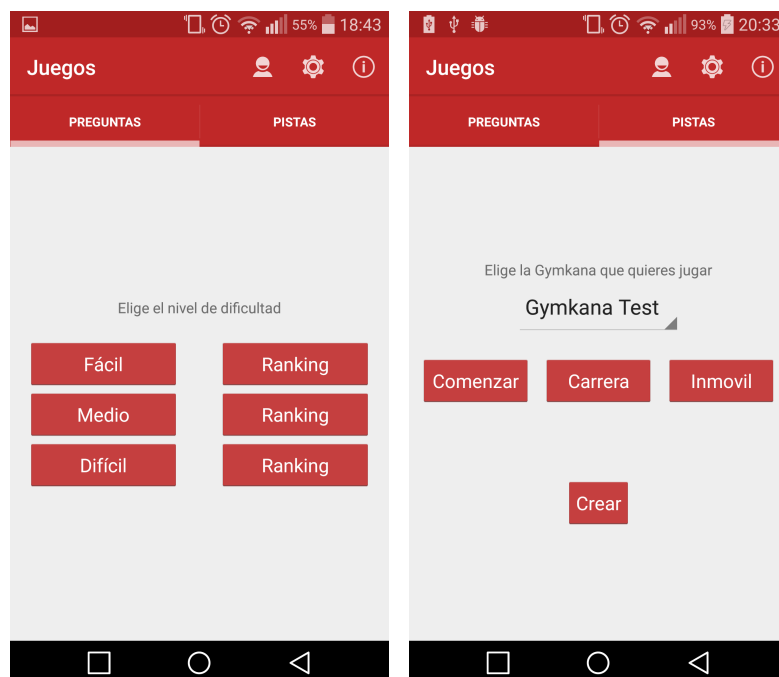 55% 18:43
Juegos
PREGUNTAS PISTAS
Elige el nivel de dificultad
Fácil Ranking
Medio Ranking
Difícil Ranking
93% 20:33
Juegos
PREGUNTAS PISTAS
Elige la Gymkana que quieres jugar
Gymkana Test
Comenzar Carrera Inmovil
Crear